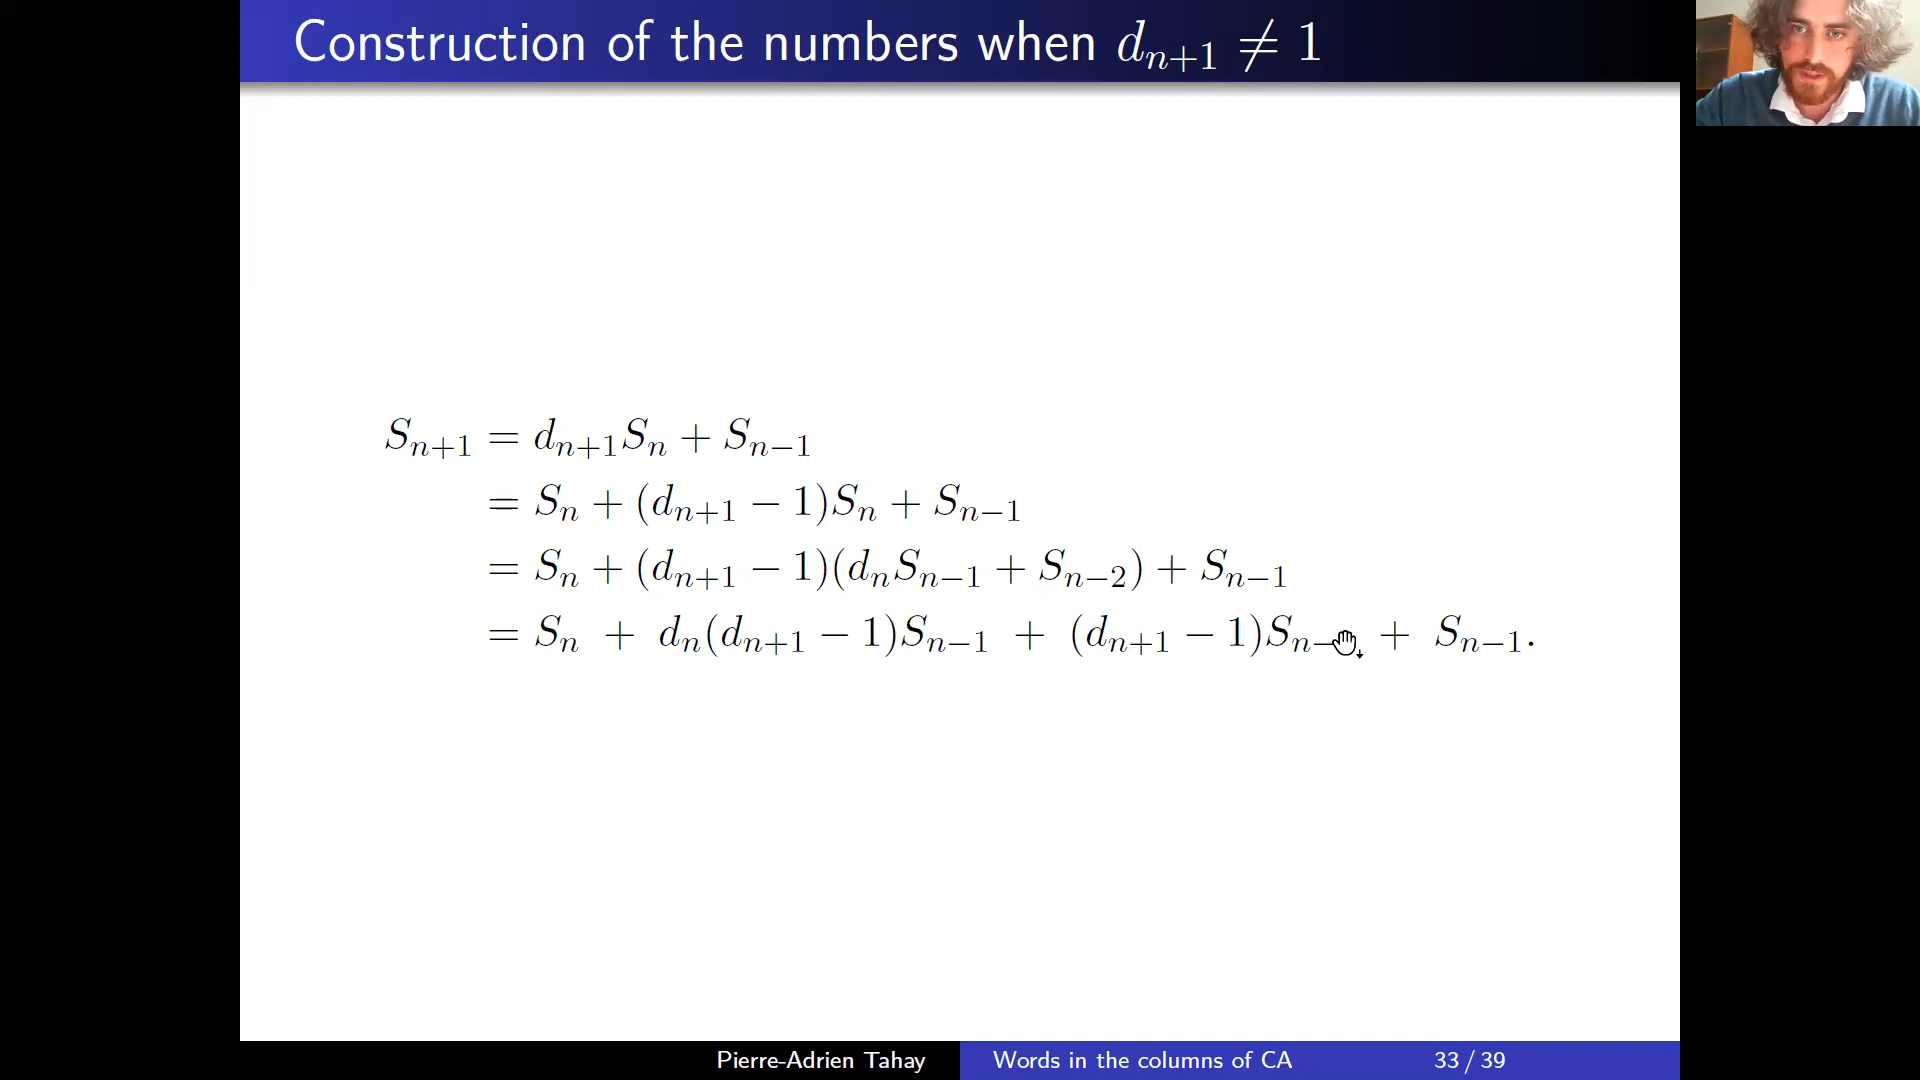 Construction of the numbers when $d_{n+1} \neq 1$
$S_{n+1} = d_{n+1}S_n + S_{n-1}$
$= S_n + (d_{n+1} - 1)S_n + S_{n-1}$
$= S_n + (d_{n+1} - 1)(d_nS_{n-1} + S_{n-2}) + S_{n-1}$
$= S_n + d_n(d_{n+1} - 1)S_{n-1} + (d_{n+1} - 1)S_{n-} + S_{n-1}.$
Pierre-Adrien Tahay Words in the columns of CA 33 / 39